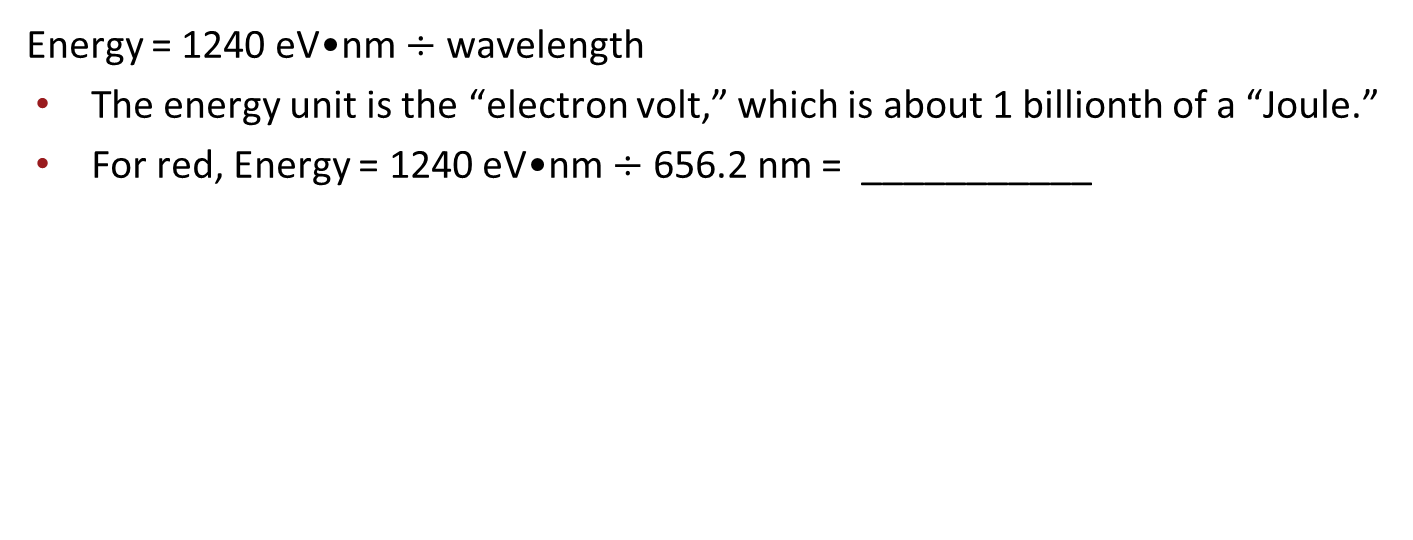 Energy = 1240 eV•nm ÷ wavelength
• The energy unit is the “electron volt,” which is about 1 billionth of a “Joule.”
• For red, Energy = 1240 eV•nm ÷ 656.2 nm = ___________